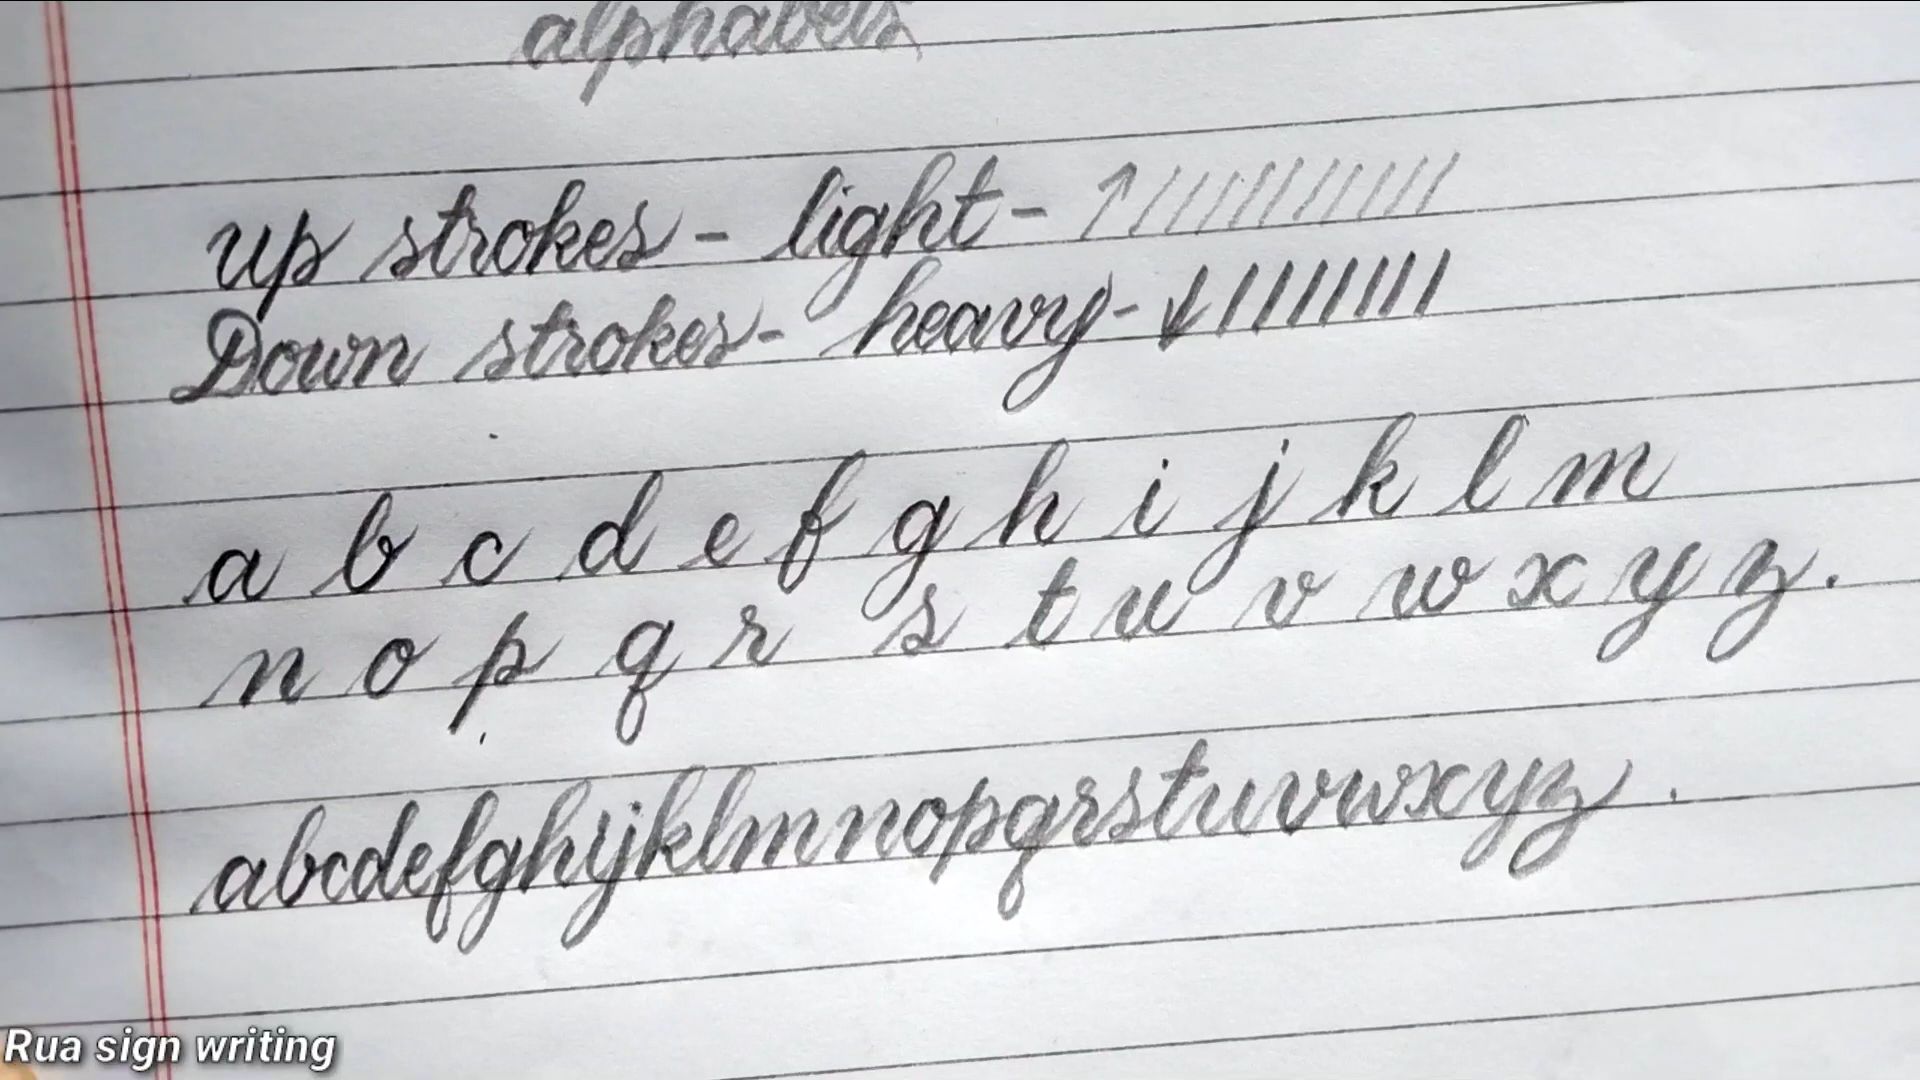 alphabets
up strokes - light - ↑///////////
Down strokes - heavy - ↓////////
a b c d e f g h i j k l m
n o p q r s t u v w x y z.
abcdefghijklmnopqrstuvwxyz.
Rua sign writing